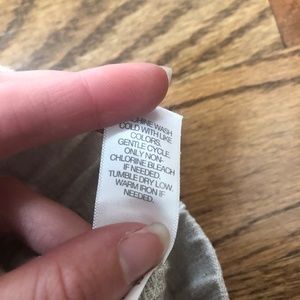 WASH
COLD WITH LIKE
COLORS.
GENTLE CYCLE.
ONLY NON-
CHLORINE BLEACH
IF NEEDED.
TUMBLE DRY LOW.
WARM IRON IF
NEEDED.